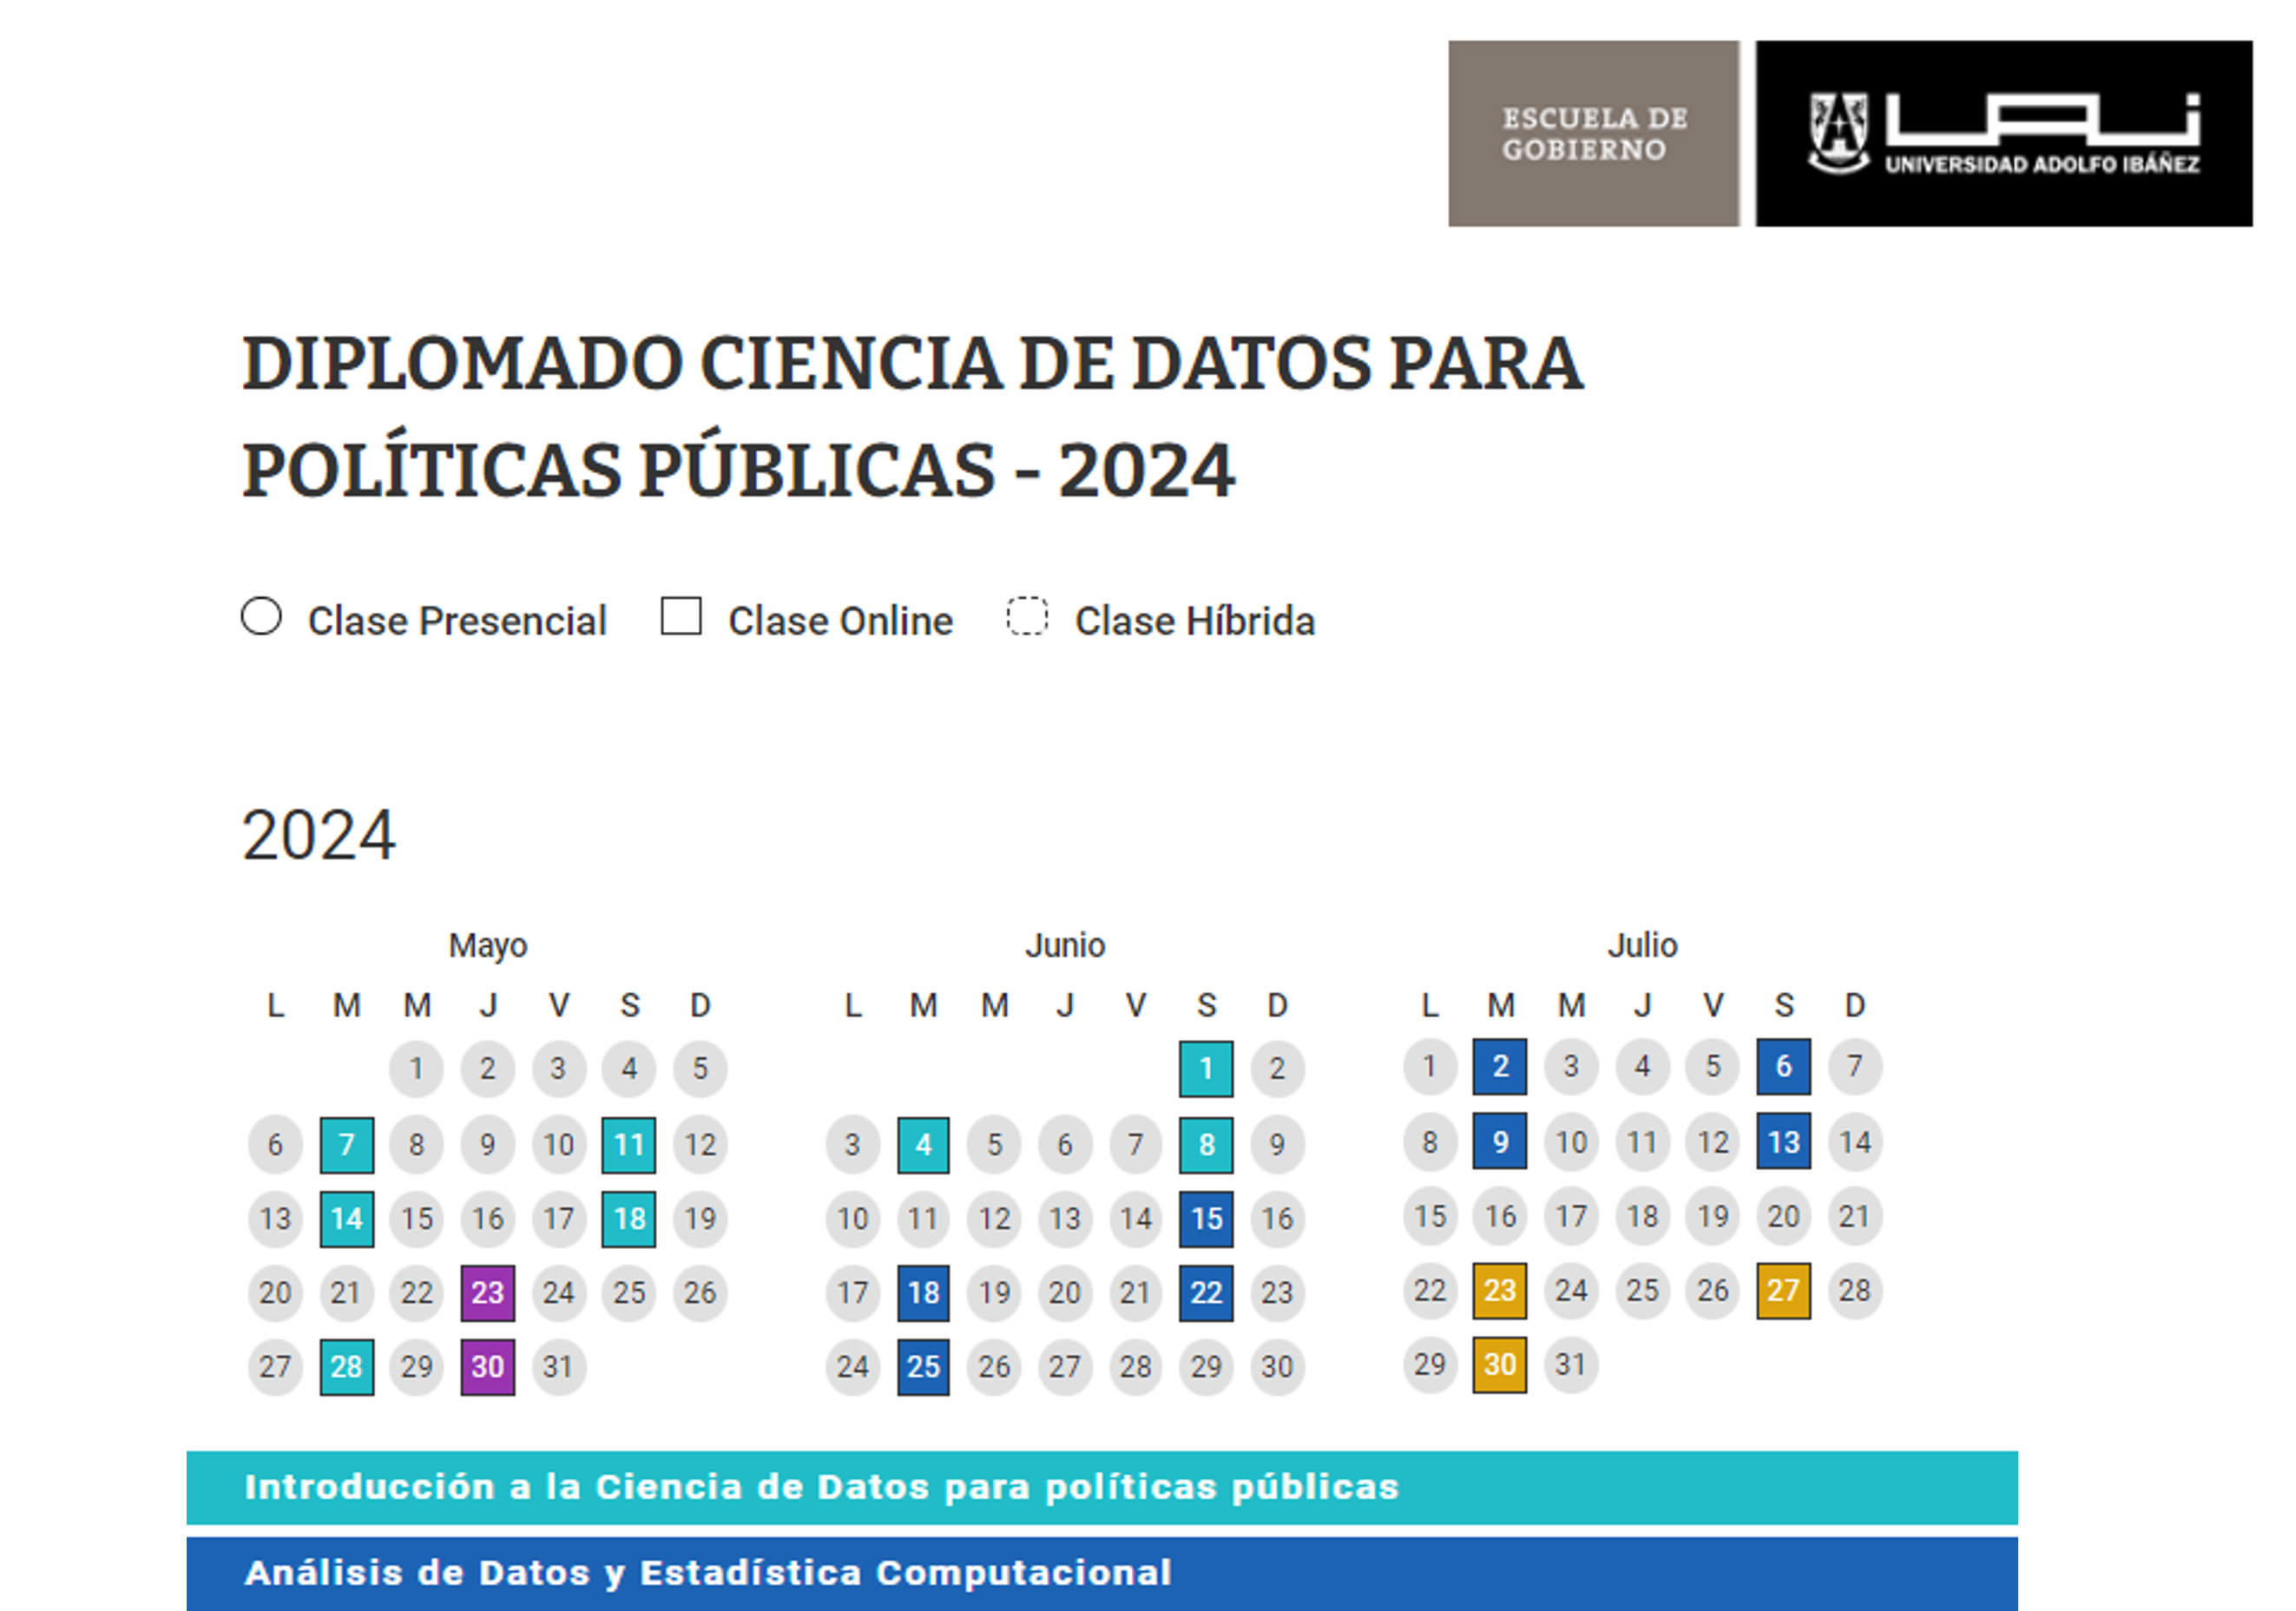 ESCUELA DE
GOBIERNO
UAi
UNIVERSIDAD ADOLFO IBÁÑEZ
DIPLOMADO CIENCIA DE DATOS PARA
POLÍTICAS PÚBLICAS - 2024
Clase Presencial Clase Online Clase Híbrida
2024
Mayo Junio Julio
L M M J V S D L M M J V S D L M M J V S D
1 2 3 4 5 1 2 1 2 3 4 5 6 7
6 7 8 9 10 11 12 3 4 5 6 7 8 9 8 9 10 11 12 13 14
13 14 15 16 17 18 19 10 11 12 13 14 15 16 15 16 17 18 19 20 21
20 21 22 23 24 25 26 17 18 19 20 21 22 23 22 23 24 25 26 27 28
27 28 29 30 31 24 25 26 27 28 29 30 29 30 31
Introducción a la Ciencia de Datos para políticas públicas
Análisis de Datos y Estadística Computacional